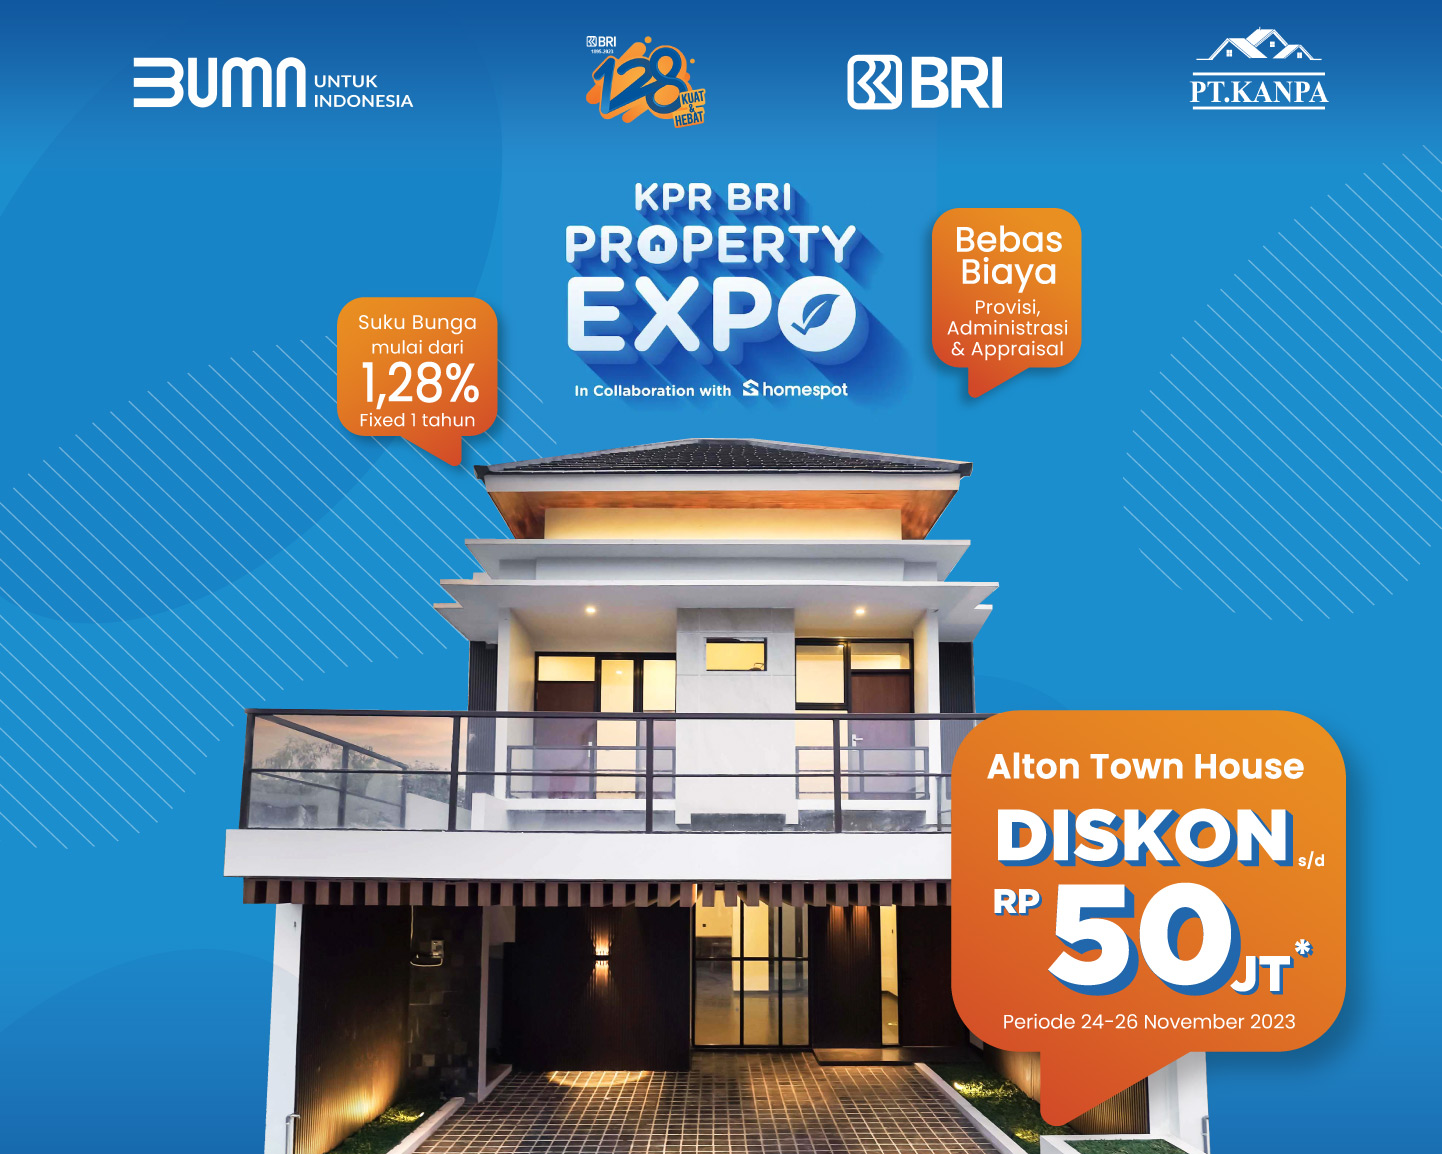 BUMN UNTUK
INDONESIA
BRI
1895-2023
128
KUAT
&
HEBAT
BRI
PT.KANPA
KPR BRI
PROPERTY
EXPO
In Collaboration with homespot
Bebas
Biaya
Provisi,
Administrasi
& Appraisal
Suku Bunga
mulai dari
1,28%
Fixed 1 tahun
Alton Town House
DISKON s/d
RP 50 JT*
Periode 24-26 November 2023